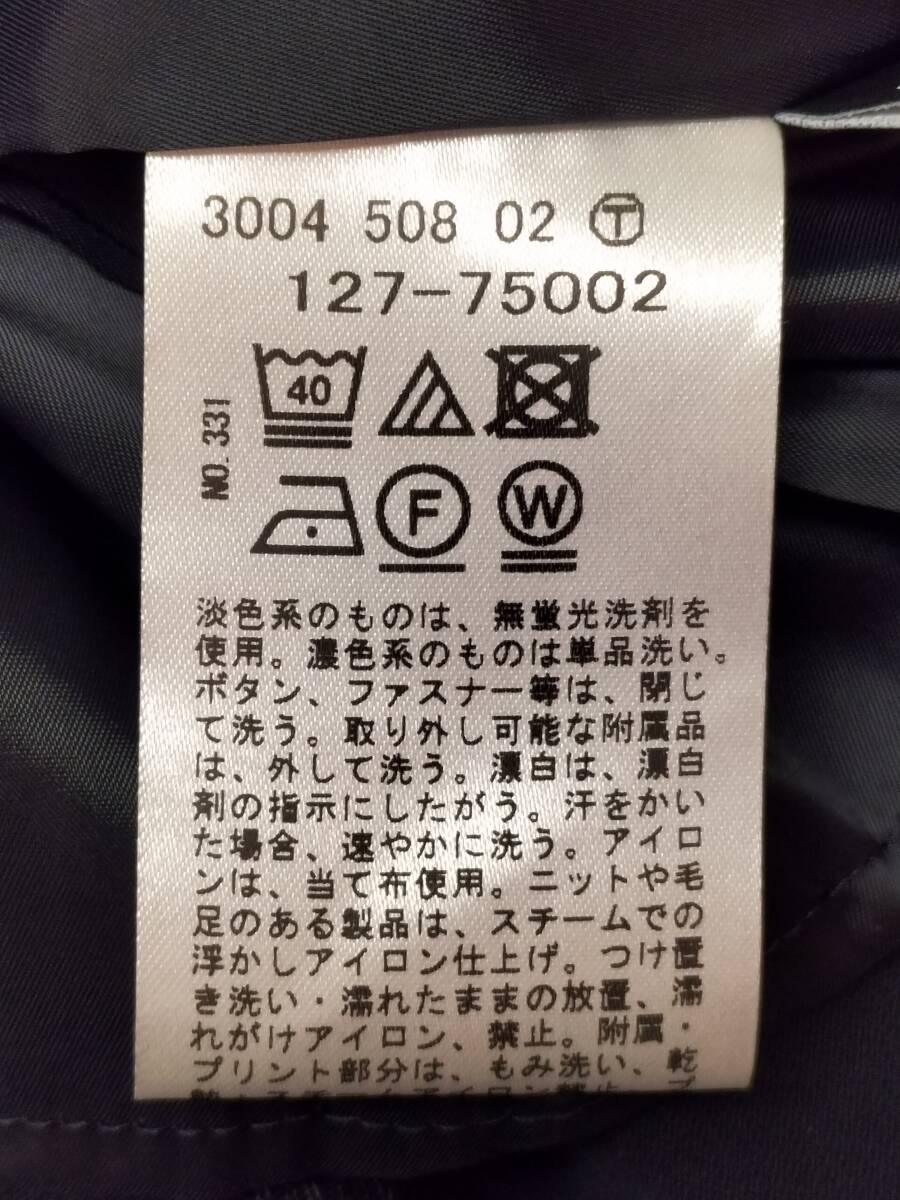 3004 508 02 Ⓣ
127-75002
NO.331
40
F
W
淡色系のものは、無蛍光洗剤を
使用。濃色系のものは単品洗い。
ボタン、ファスナー等は、閉じ
て洗う。取り外し可能な附属品
は、外して洗う。漂白は、漂白
剤の指示にしたがう。汗をかい
た場合、速やかに洗う。アイロ
ンは、当て布使用。ニットや毛
足のある製品は、スチームでの
浮かしアイロン仕上げ。つけ置
き洗い・濡れたままの放置、濡
れがけアイロン、禁止。附属・
プリント部分は、もみ洗い、乾